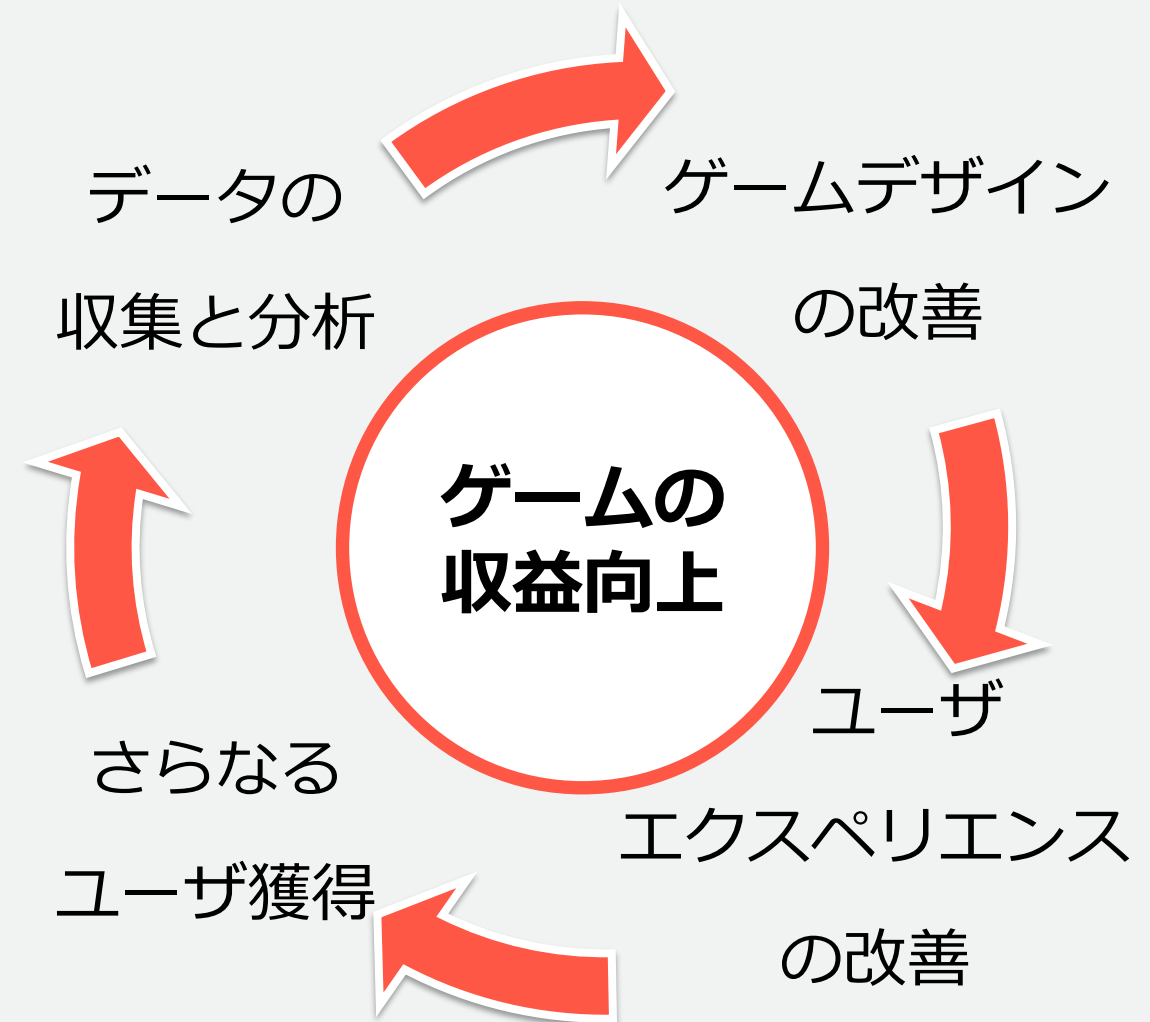 データの
収集と分析
ゲームデザイン
の改善
ゲームの
収益向上
ユーザ
エクスペリエンス
の改善
さらなる
ユーザ獲得